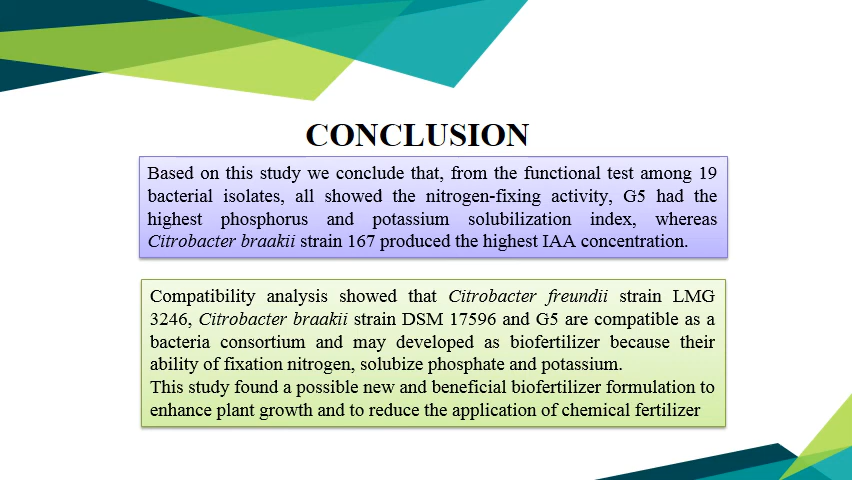 CONCLUSION
Based on this study we conclude that, from the functional test among 19
bacterial isolates, all showed the nitrogen-fixing activity, G5 had the
highest phosphorus and potassium solubilization index, whereas
Citrobacter braakii strain 167 produced the highest IAA concentration.
Compatibility analysis showed that Citrobacter freundii strain LMG
3246, Citrobacter braakii strain DSM 17596 and G5 are compatible as a
bacteria consortium and may developed as biofertilizer because their
ability of fixation nitrogen, solubize phosphate and potassium.
This study found a possible new and beneficial biofertilizer formulation to
enhance plant growth and to reduce the application of chemical fertilizer